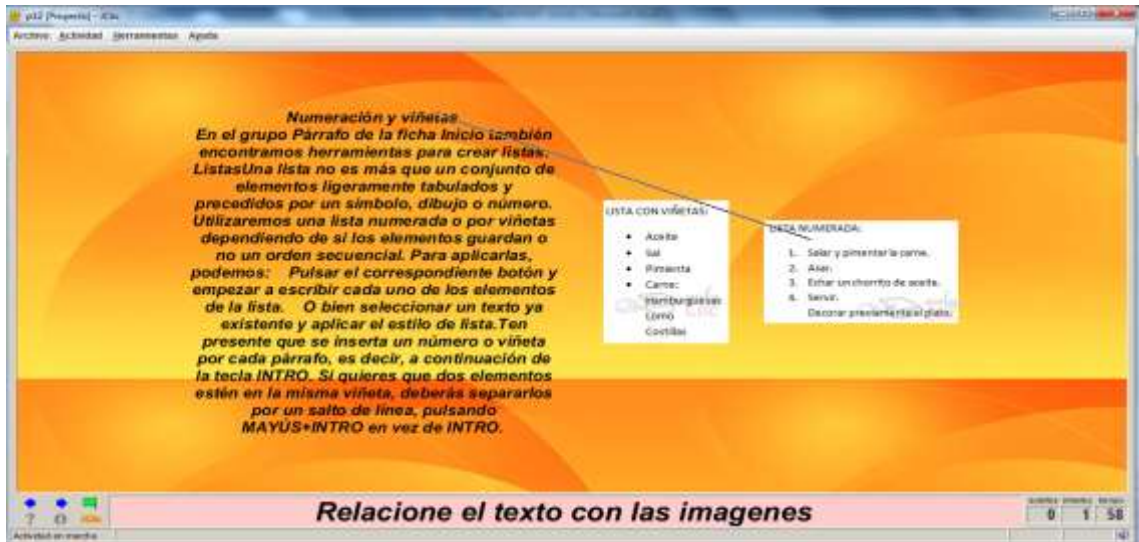 p12 [Proyecto] - JClic
Archivo Actividad Herramientas Ayuda
Numeración y viñetas
En el grupo Párrafo de la ficha Inicio también
encontramos herramientas para crear listas.
ListasUna lista no es más que un conjunto de
elementos ligeramente tabulados y
precedidos por un símbolo, dibujo o número.
Utilizaremos una lista numerada o por viñetas
dependiendo de si los elementos guardan o
no un orden secuencial. Para aplicarlas,
podemos: Pulsar el correspondiente botón y
empezar a escribir cada uno de los elementos
de la lista. O bien seleccionar un texto ya
existente y aplicar el estilo de lista.Ten
presente que se inserta un número o viñeta
por cada párrafo, es decir, a continuación de
la tecla INTRO. Si quieres que dos elementos
estén en la misma viñeta, deberás separarlos
por un salto de línea, pulsando
MAYÚS+INTRO en vez de INTRO.
LISTA CON VIÑETAS:
• Aceite
• Sal
• Pimienta
• Carne:
Hamburguesas
Lomo
Costillas
LISTA NUMERADA:
1. Salar y pimentar la carne.
2. Asar.
3. Echar un chorrito de aceite.
4. Servir.
Decorar previamente el plato.
Relacione el texto con las imagenes
0 1 58
Actividad en marcha